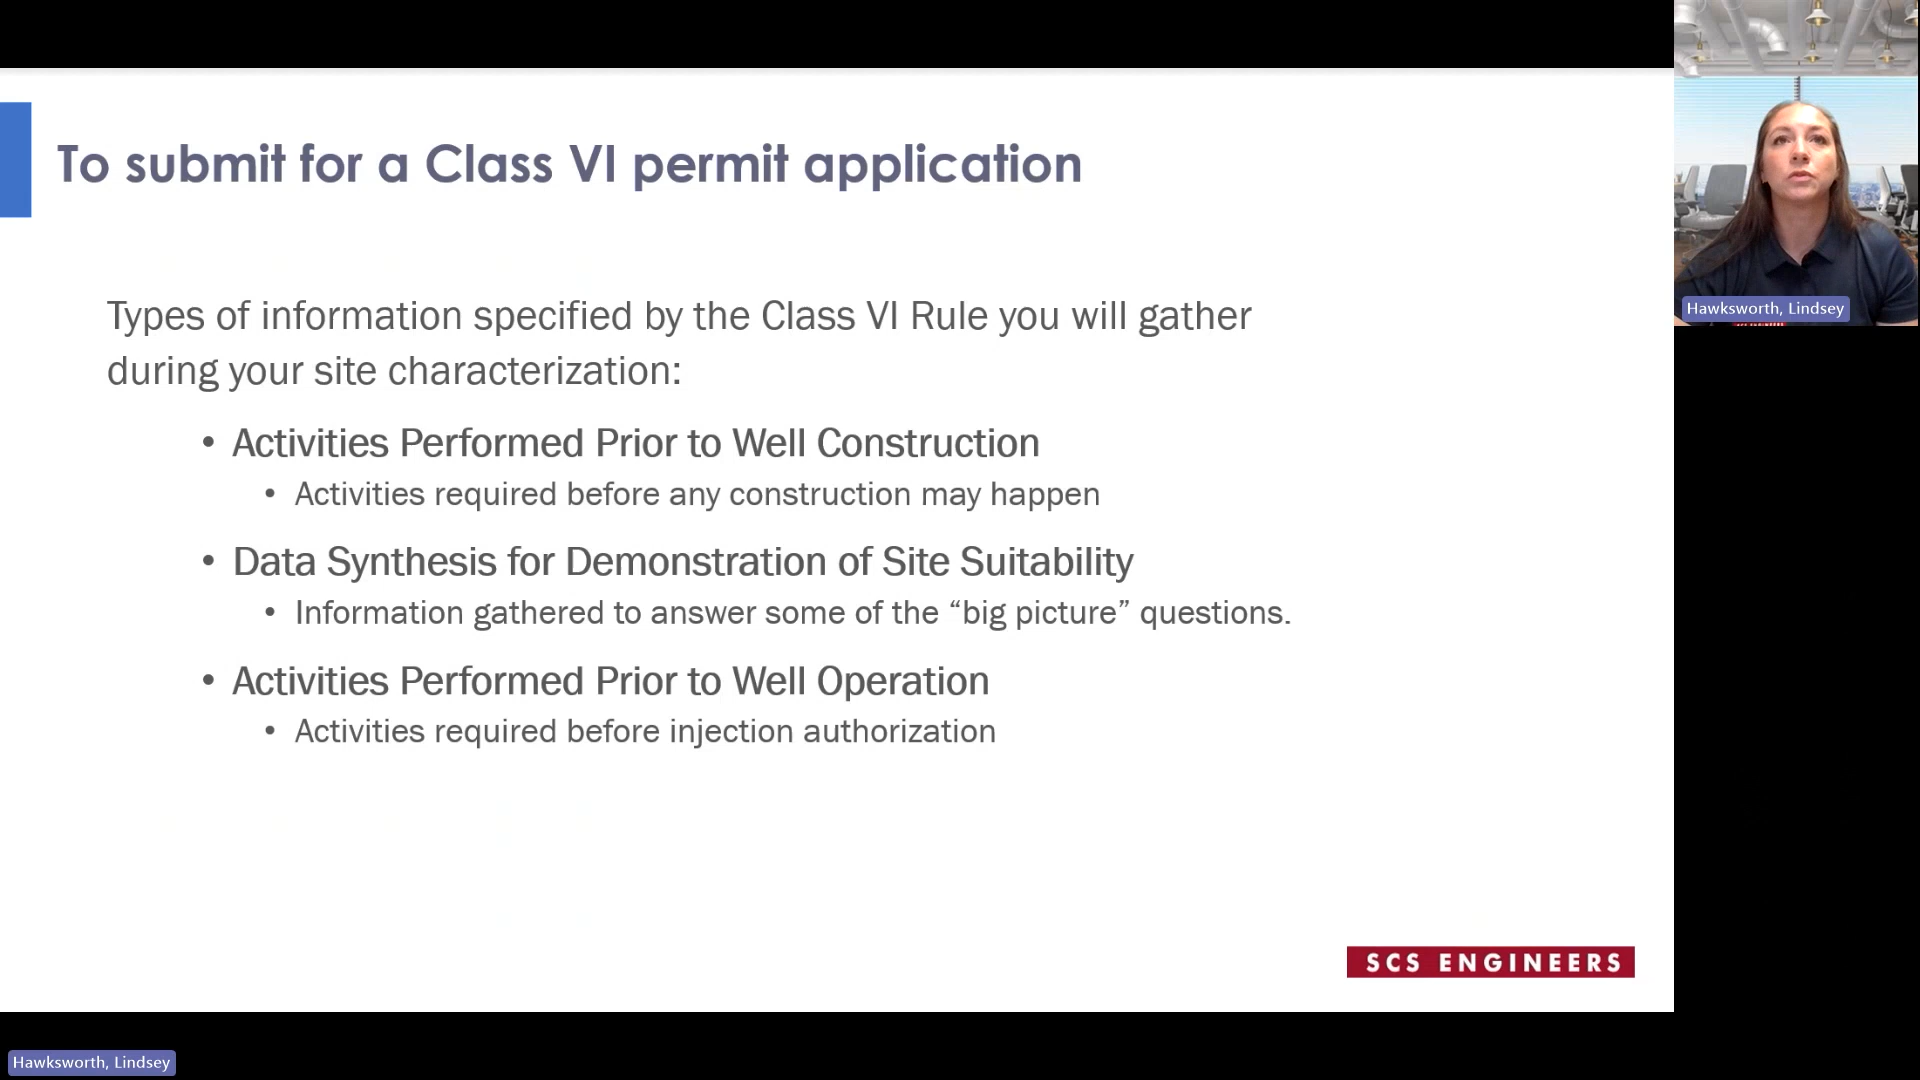 To submit for a Class VI permit application
Types of information specified by the Class VI Rule you will gather
during your site characterization:
• Activities Performed Prior to Well Construction
• Activities required before any construction may happen
• Data Synthesis for Demonstration of Site Suitability
• Information gathered to answer some of the “big picture” questions.
• Activities Performed Prior to Well Operation
• Activities required before injection authorization
SCS ENGINEERS
Hawksworth, Lindsey
Hawksworth, Lindsey